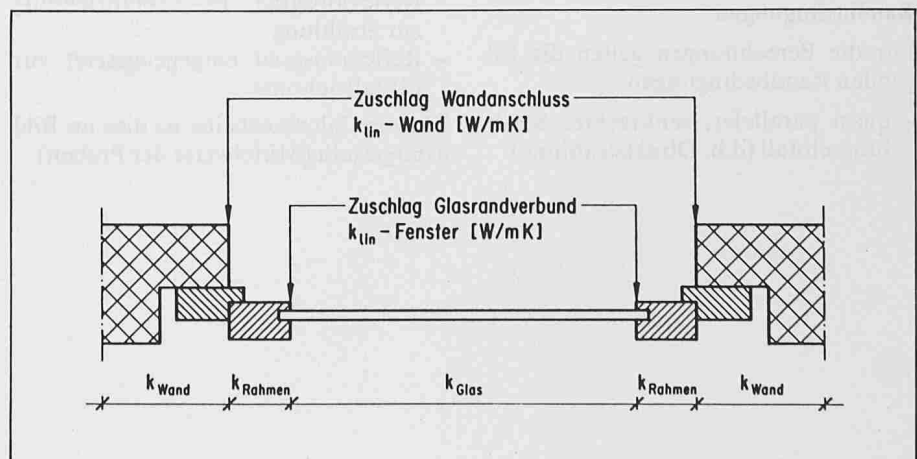 Zuschlag Wandanschluss
k_lin – Wand [W/mK]
Zuschlag Glasrandverbund
k_lin – Fenster [W/mK]
k_Wand k_Rahmen k_Glas k_Rahmen k_Wand